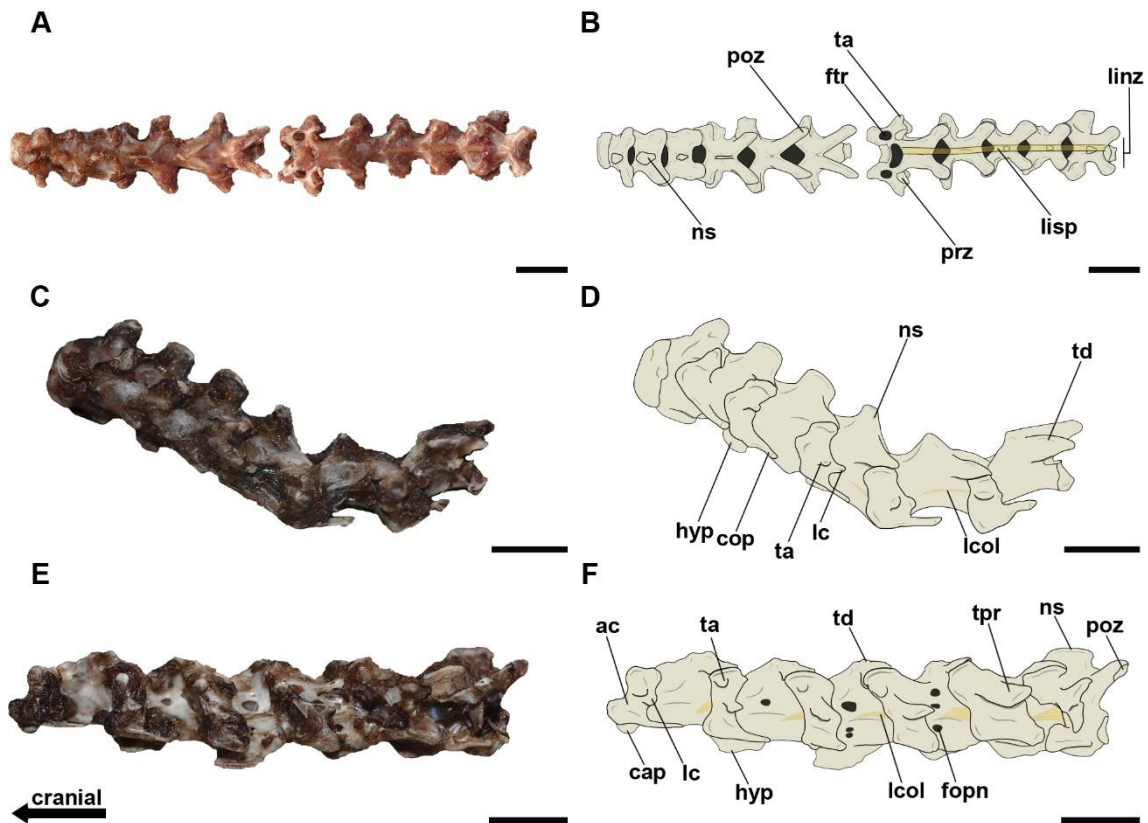 A
B
ta
poz
ftr
linz
ns
lisp
prz
C
D
ns
td
hyp
cop
ta
lc
lcol
E
F
ac
ta
td
tpr
ns
poz
cap
lc
hyp
lcol
fopn
cranial